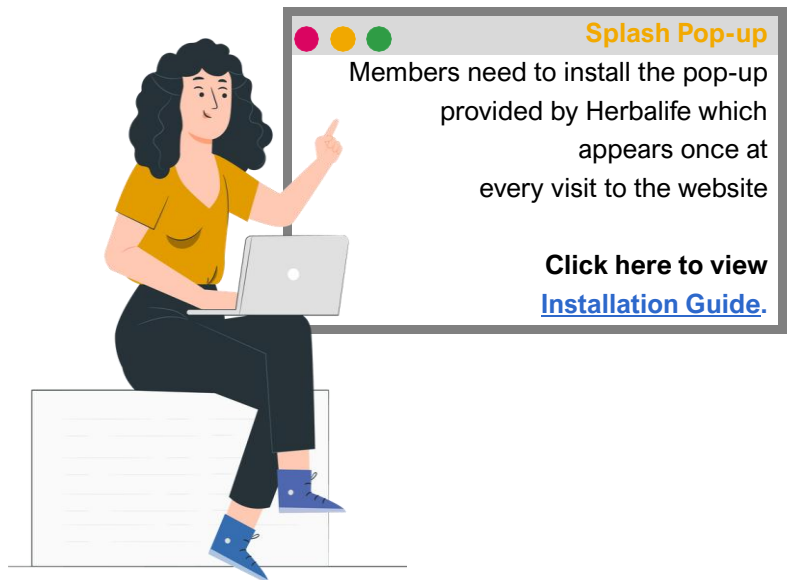 Splash Pop-up
Members need to install the pop-up
provided by Herbalife which
appears once at
every visit to the website
Click here to view
Installation Guide.